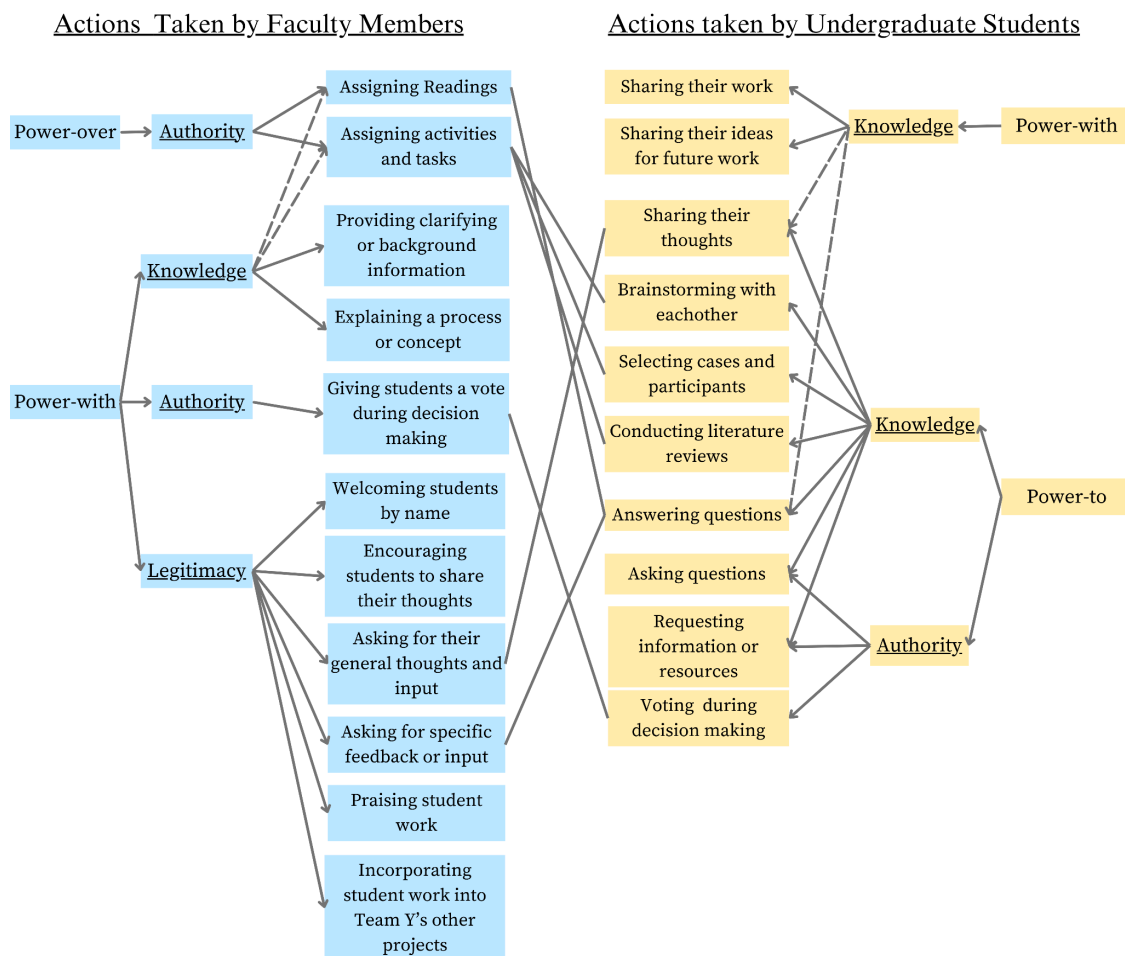 Actions Taken by Faculty Members
Power-over
Authority
Assigning Readings
Assigning activities
and tasks
Power-with
Knowledge
Providing clarifying
or background
information
Explaining a process
or concept
Authority
Giving students a vote
during decision
making
Legitimacy
Welcoming students
by name
Encouraging
students to share
their thoughts
Asking for their
general thoughts and
input
Asking for specific
feedback or input
Praising student
work
Incorporating
student work into
Team Y's other
projects
Actions taken by Undergraduate Students
Sharing their work
Sharing their ideas
for future work
Knowledge
Power-with
Sharing their
thoughts
Brainstorming with
eachother
Selecting cases and
participants
Conducting literature
reviews
Answering questions
Knowledge
Power-to
Asking questions
Requesting
information or
resources
Authority
Voting during
decision making